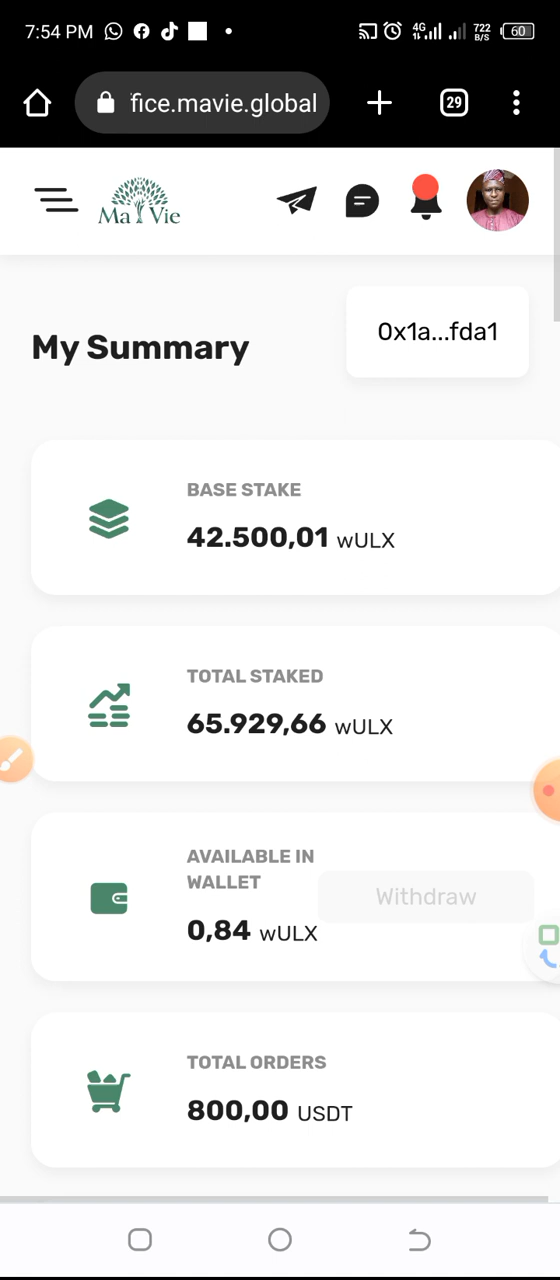 7:54 PM 4G 722 B/S 60
fice.mavie.global 29
Ma Vie
My Summary
0x1a...fda1
BASE STAKE
42.500,01 wULX
TOTAL STAKED
65.929,66 wULX
AVAILABLE IN
WALLET
Withdraw
0,84 wULX
TOTAL ORDERS
800,00 USDT